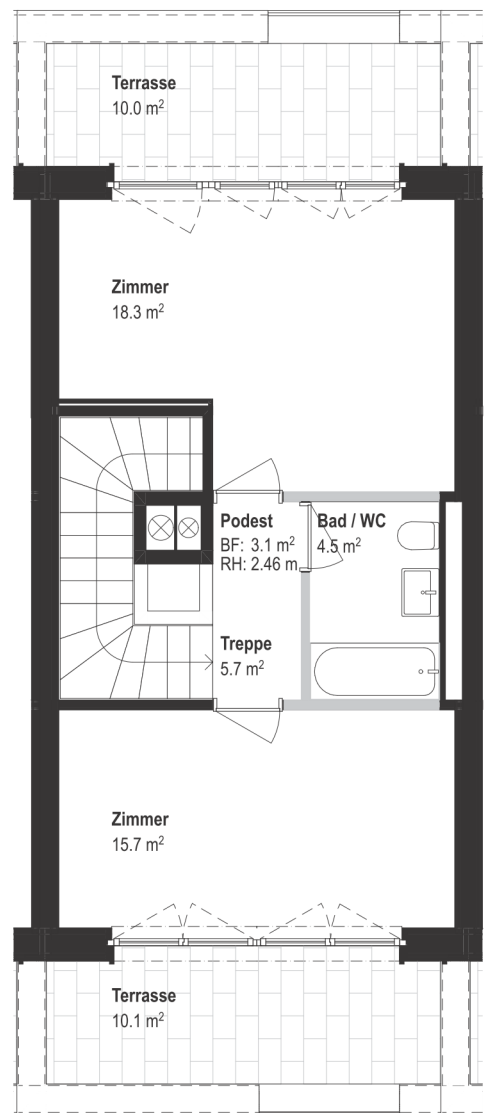 Terrasse
10.0 m²
Zimmer
18.3 m²
Podest
BF: 3.1 m²
RH: 2.46 m
Bad / WC
4.5 m²
Treppe
5.7 m²
Zimmer
15.7 m²
Terrasse
10.1 m²